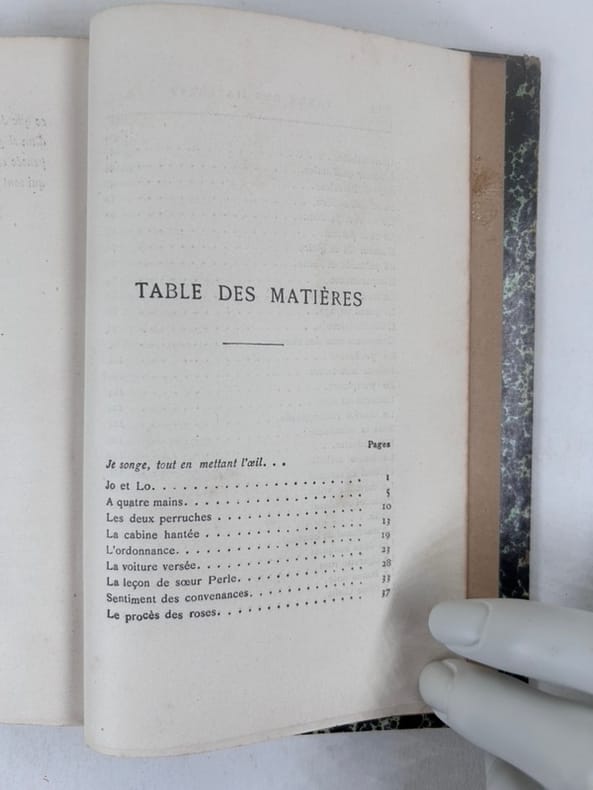 TABLE DES MATIÈRES
Pages
Je songe, tout en mettant l'œil. . .
Jo et Lo. . . . . . . . . . . . . . . . . . . . . 1
A quatre mains. . . . . . . . . . . . . . . . . . 5
Les deux perruches . . . . . . . . . . . . . . . 10
La cabine hantée . . . . . . . . . . . . . . . . 13
L'ordonnance. . . . . . . . . . . . . . . . . . . 19
La voiture versée. . . . . . . . . . . . . . . . . 23
La leçon de sœur Perle. . . . . . . . . . . . . 28
Sentiment des convenances. . . . . . . . . . . . 33
Le procès des roses. . . . . . . . . . . . . . . 37